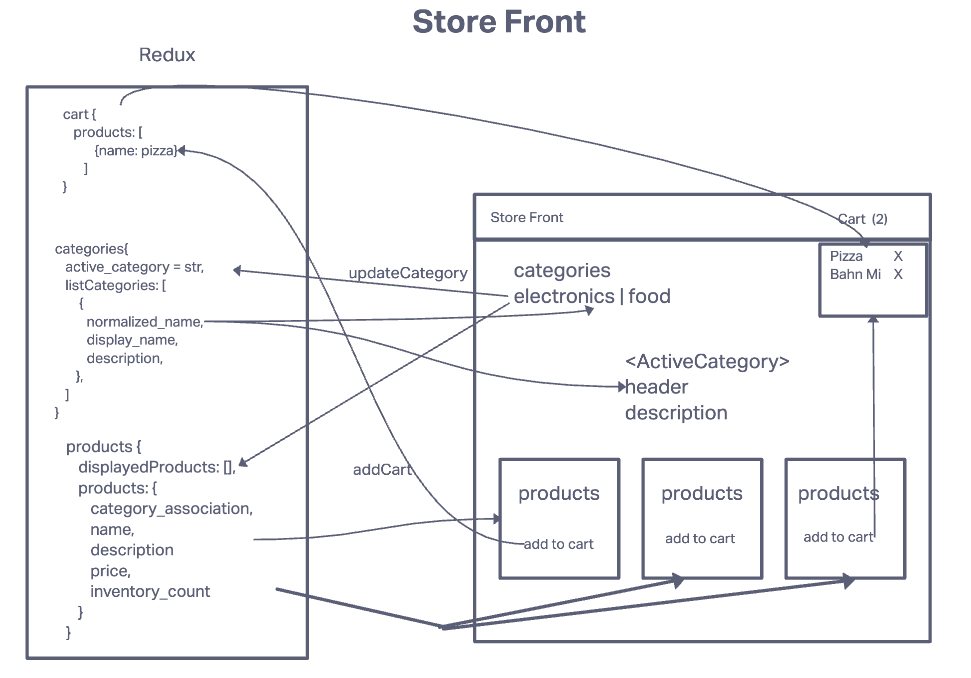 Store Front
Redux
cart {
products: [
{name: pizza}
]
}
categories{
active_category = str,
listCategories: [
{
normalized_name,
display_name,
description,
},
]
}
products {
displayedProducts: [],
products: {
category_association,
name,
description
price,
inventory_count
}
}
updateCategory
addCart
Store Front
Cart (2)
Pizza X
Bahn Mi X
categories
electronics | food
<ActiveCategory>
header
description
products
add to cart
products
add to cart
products
add to cart